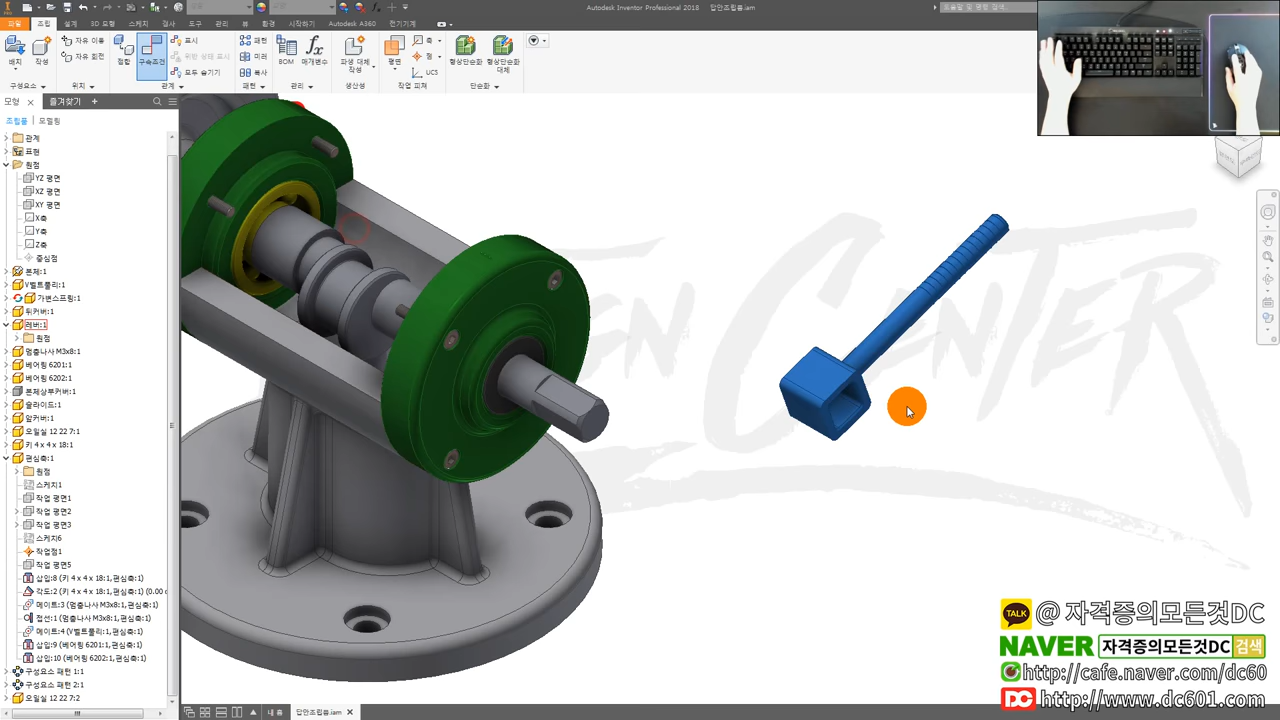 Autodesk Inventor Professional 2018 답안조립품.iam
도움말 및 명령 검색...
파일 조립 3D 모형 스케치 검사 도구 관리 뷰 환경 시작하기 Autodesk A360 전기기계
배치 작성
자유 이동
자유 회전
접합 구속조건
표시
모두 숨기기
패턴
미러
복사
BOM 매개변수
파생 대체 작성
평면
축
점
UCS
형상단순화 형상단순화 대체
구성요소 위치 관계 패턴 관리 생산성 작업 피쳐 단순화
모형 즐겨찾기
조립품 모델링
관계
표현
원점
YZ 평면
XZ 평면
XY 평면
X축
Y축
Z축
중심점
본체:1
V벨트풀리:1
가변스프링:1
뒤커버:1
레버:1
원점
멈춤나사 M3x8:1
베어링 6201:1
베어링 6202:1
본체상부커버:1
슬라이드:1
앞커버:1
오일실 12 22 7:1
키 4 x 4 x 18:1
편심축:1
원점
스케치1
작업 평면1
작업 평면2
작업 평면3
스케치6
작업점1
작업 평면5
삽입:8 (키 4 x 4 x 18:1,편심축:1)
각도:2 (키 4 x 4 x 18:1,편심축:1) (0.00
메이트:3 (멈춤나사 M3x8:1,편심축:1)
접선:1 (멈춤나사 M3x8:1,편심축:1)
메이트:4 (V벨트풀리:1,편심축:1)
삽입:9 (베어링 6201:1,편심축:1)
삽입:10 (베어링 6202:1,편심축:1)
구성요소 패턴 1:1
구성요소 패턴 2:1
오일실 12 22 7:2
내 홈 답안조립품.iam
CENTER
TALK @ 자격증의모든것DC
NAVER 자격증의모든것DC 검색
http://cafe.naver.com/dc60
DC http://www.dc601.com/